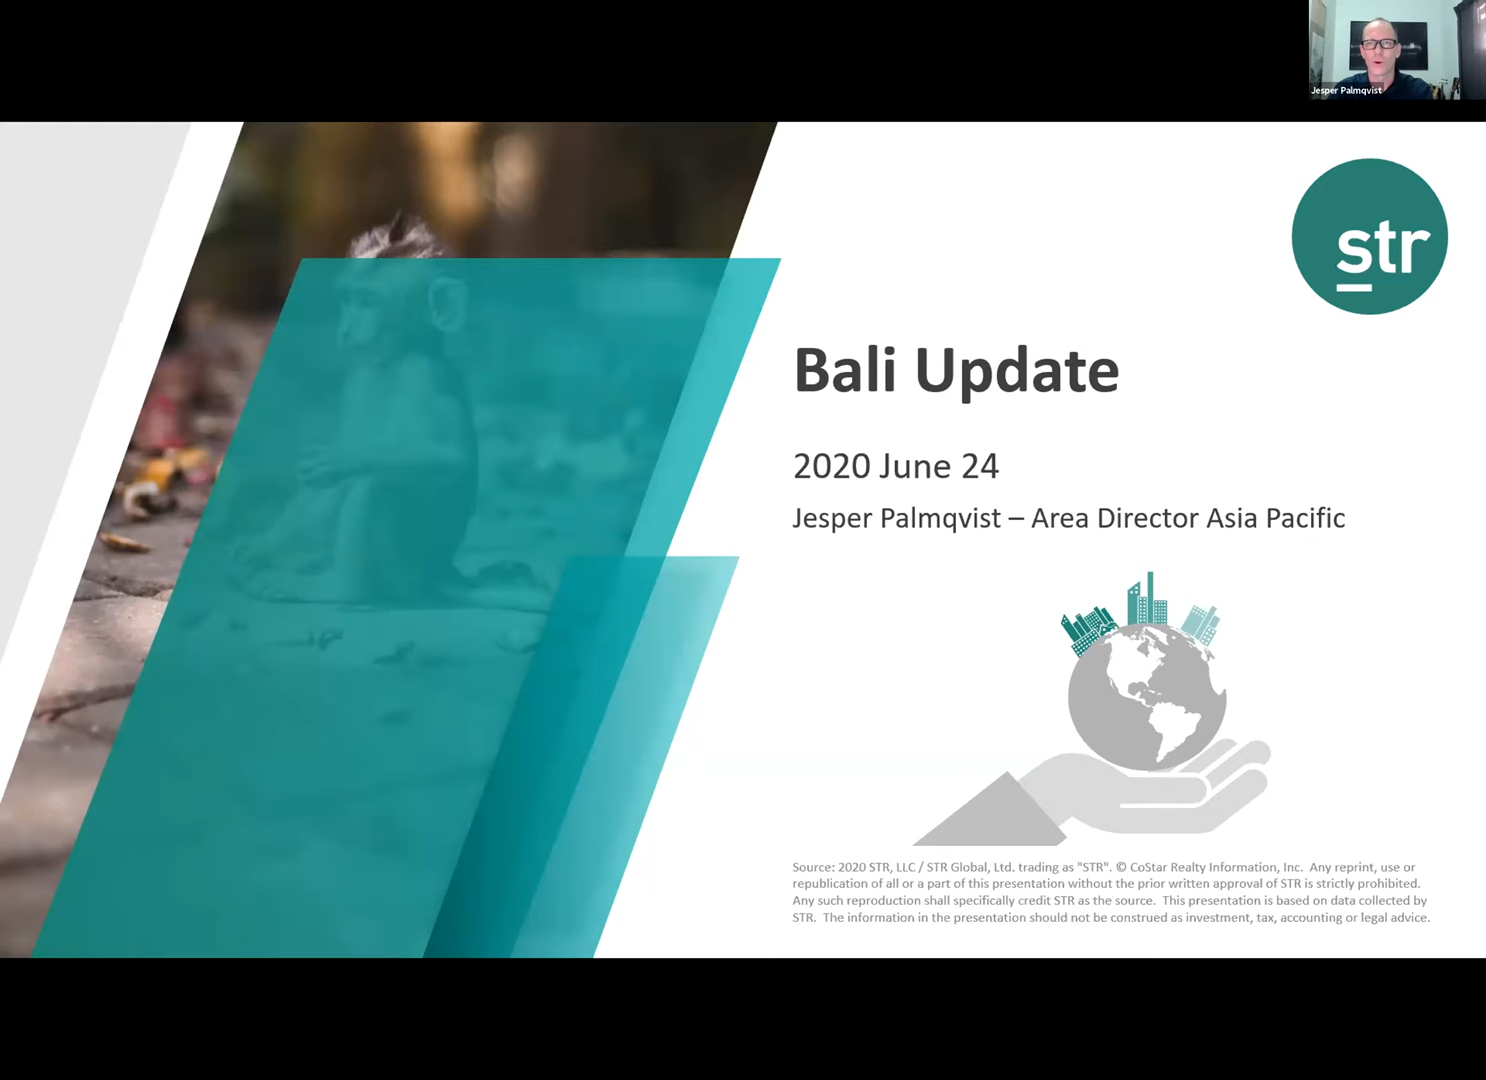 Jesper Palmqvist
str
Bali Update
2020 June 24
Jesper Palmqvist – Area Director Asia Pacific
Source: 2020 STR, LLC / STR Global, Ltd. trading as "STR". © CoStar Realty Information, Inc. Any reprint, use or
republication of all or a part of this presentation without the prior written approval of STR is strictly prohibited.
Any such reproduction shall specifically credit STR as the source. This presentation is based on data collected by
STR. The information in the presentation should not be construed as investment, tax, accounting or legal advice.